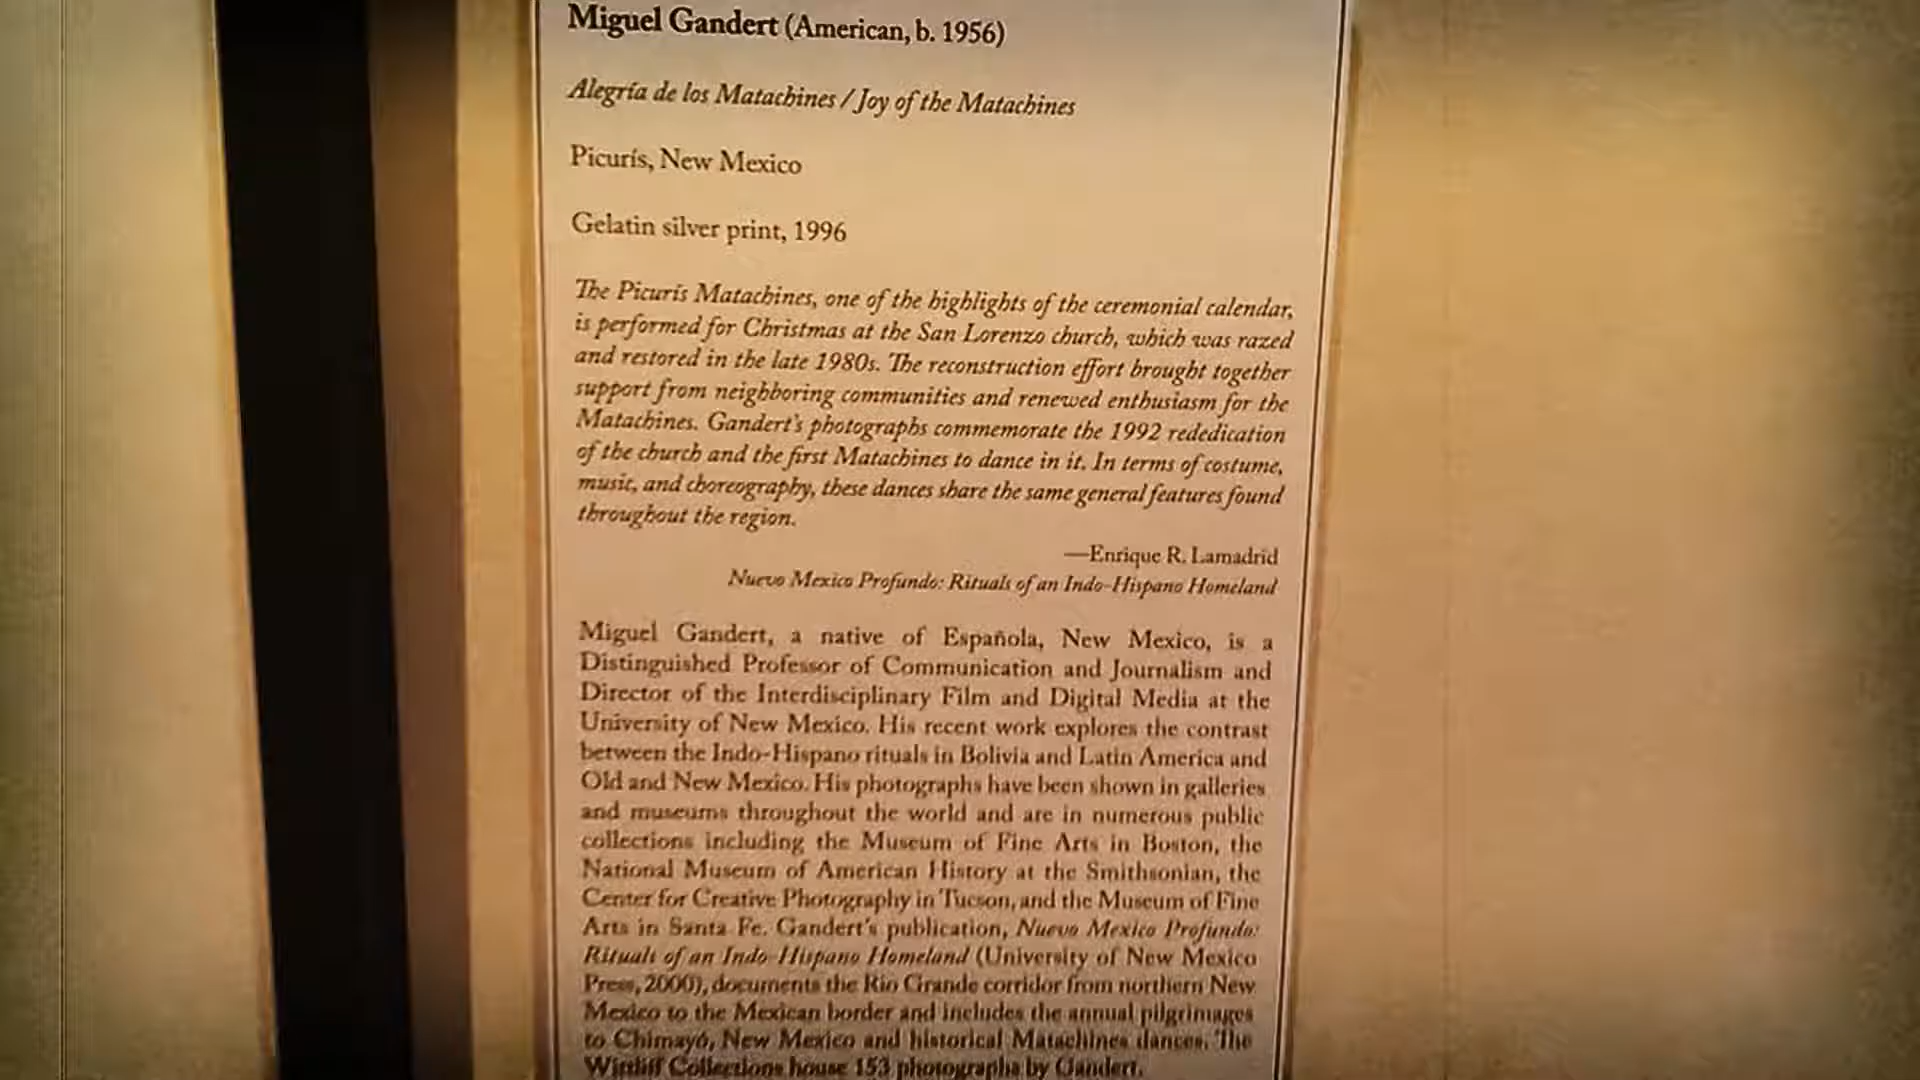 Miguel Gandert (American, b. 1956)
Alegría de los Matachines / Joy of the Matachines
Picurís, New Mexico
Gelatin silver print, 1996
The Picurís Matachines, one of the highlights of the ceremonial calendar,
is performed for Christmas at the San Lorenzo church, which was razed
and restored in the late 1980s. The reconstruction effort brought together
support from neighboring communities and renewed enthusiasm for the
Matachines. Gandert's photographs commemorate the 1992 rededication
of the church and the first Matachines to dance in it. In terms of costume,
music, and choreography, these dances share the same general features found
throughout the region.
—Enrique R. Lamadrid
Nuevo Mexico Profundo: Rituals of an Indo-Hispano Homeland
Miguel Gandert, a native of Española, New Mexico, is a
Distinguished Professor of Communication and Journalism and
Director of the Interdisciplinary Film and Digital Media at the
University of New Mexico. His recent work explores the contrast
between the Indo-Hispano rituals in Bolivia and Latin America and
Old and New Mexico. His photographs have been shown in galleries
and museums throughout the world and are in numerous public
collections including the Museum of Fine Arts in Boston, the
National Museum of American History at the Smithsonian, the
Center for Creative Photography in Tucson, and the Museum of Fine
Arts in Santa Fe. Gandert's publication, Nuevo Mexico Profundo:
Rituals of an Indo-Hispano Homeland (University of New Mexico
Press, 2000), documents the Rio Grande corridor from northern New
Mexico to the Mexican border and includes the annual pilgrimages
to Chimayó, New Mexico and historical Matachines dances. The
Wittliff Collections house 153 photographs by Gandert.